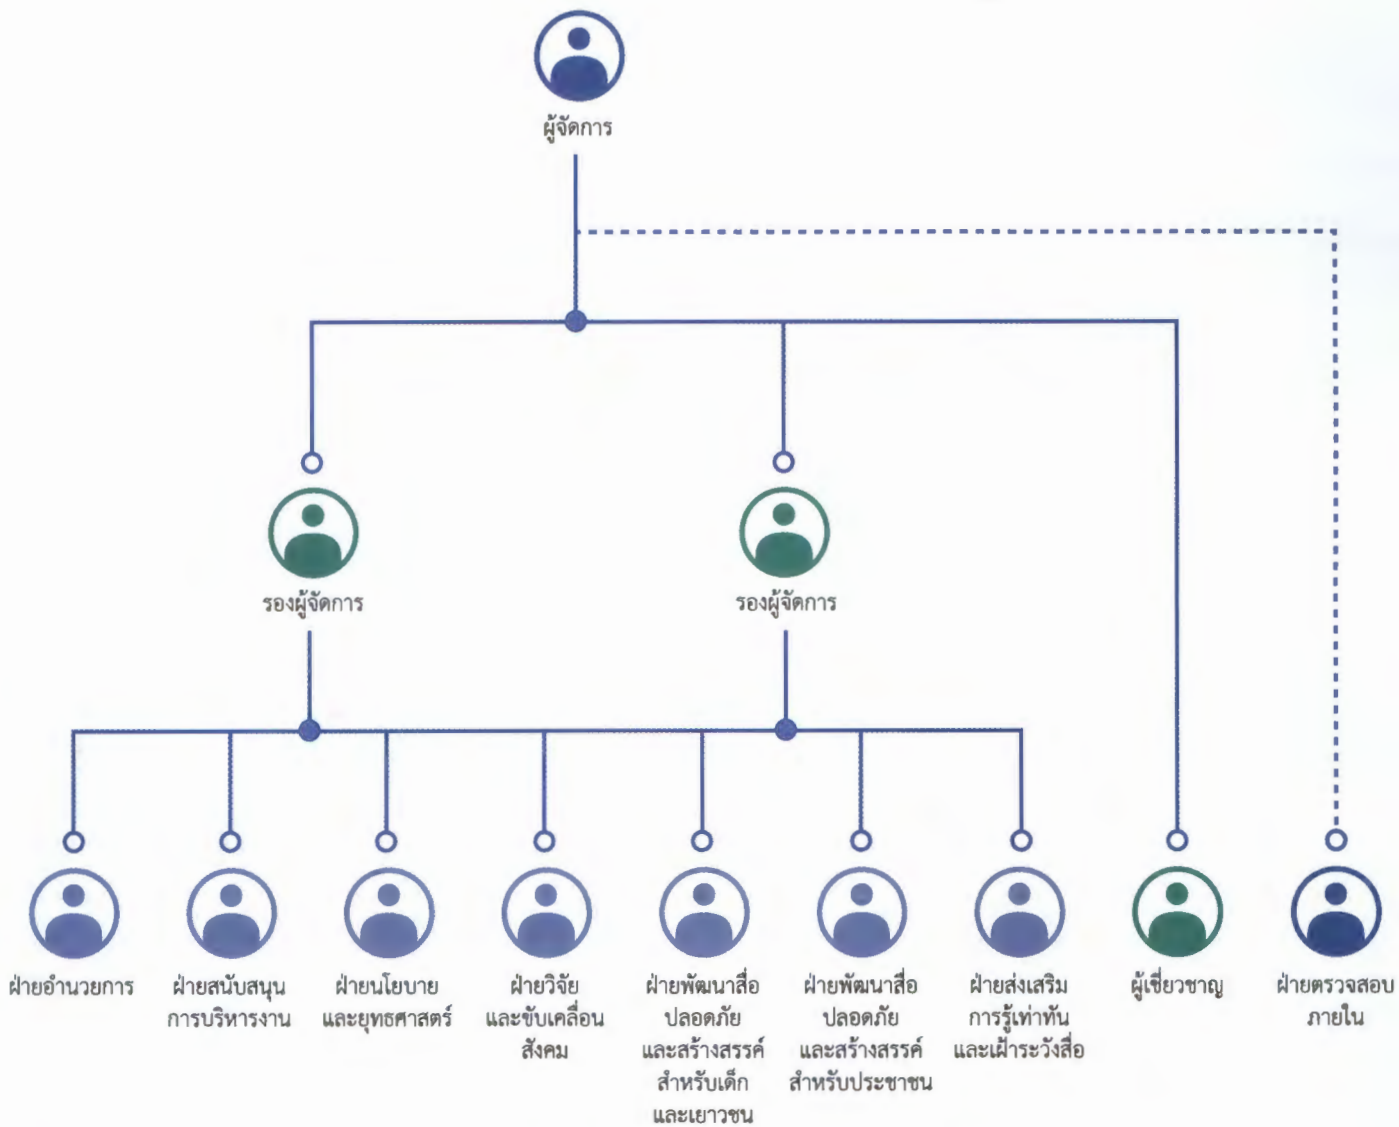 ผู้จัดการ
รองผู้จัดการ
รองผู้จัดการ
ฝ่ายอำนวยการ
ฝ่ายสนับสนุน
การบริหารงาน
ฝ่ายนโยบาย
และยุทธศาสตร์
ฝ่ายวิจัย
และขับเคลื่อน
สังคม
ฝ่ายพัฒนาสื่อ
ปลอดภัย
และสร้างสรรค์
สำหรับเด็ก
และเยาวชน
ฝ่ายพัฒนาสื่อ
ปลอดภัย
และสร้างสรรค์
สำหรับประชาชน
ฝ่ายส่งเสริม
การรู้เท่าทัน
และเฝ้าระวังสื่อ
ผู้เชี่ยวชาญ
ฝ่ายตรวจสอบ
ภายใน